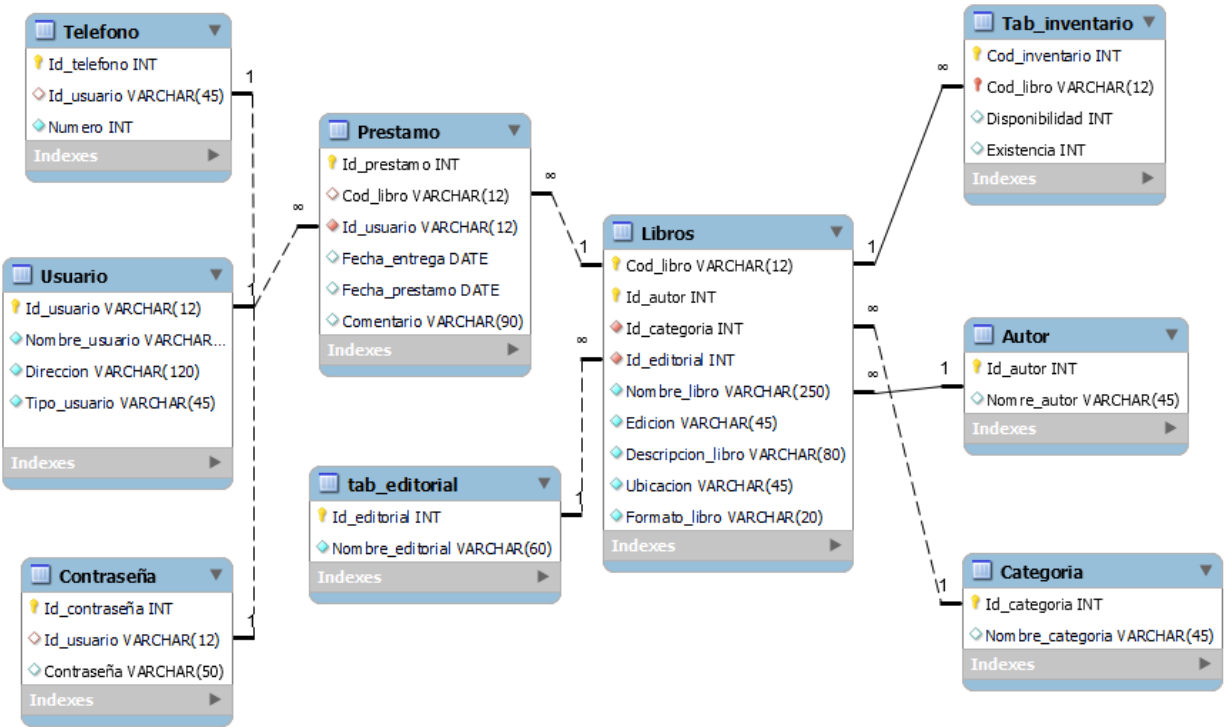 Telefono
Id_telefono INT
Id_usuario VARCHAR(45)
Numero INT
Indexes
1
Usuario
Id_usuario VARCHAR(12)
Nombre_usuario VARCHAR...
Direccion VARCHAR(120)
Tipo_usuario VARCHAR(45)
Indexes
1
Contraseña
Id_contraseña INT
Id_usuario VARCHAR(12)
Contraseña VARCHAR(50)
Indexes
1
Prestamo
Id_prestamo INT
Cod_libro VARCHAR(12)
Id_usuario VARCHAR(12)
Fecha_entrega DATE
Fecha_prestamo DATE
Comentario VARCHAR(90)
Indexes
∞
∞
tab_editorial
Id_editorial INT
Nombre_editorial VARCHAR(60)
Indexes
1
Libros
Cod_libro VARCHAR(12)
Id_autor INT
Id_categoria INT
Id_editorial INT
Nombre_libro VARCHAR(250)
Edicion VARCHAR(45)
Descripcion_libro VARCHAR(80)
Ubicacion VARCHAR(45)
Formato_libro VARCHAR(20)
Indexes
1
∞
1
∞
∞
Tab_inventario
Cod_inventario INT
Cod_libro VARCHAR(12)
Disponibilidad INT
Existencia INT
Indexes
∞
Autor
Id_autor INT
Nomre_autor VARCHAR(45)
Indexes
1
Categoria
Id_categoria INT
Nombre_categoria VARCHAR(45)
Indexes
1